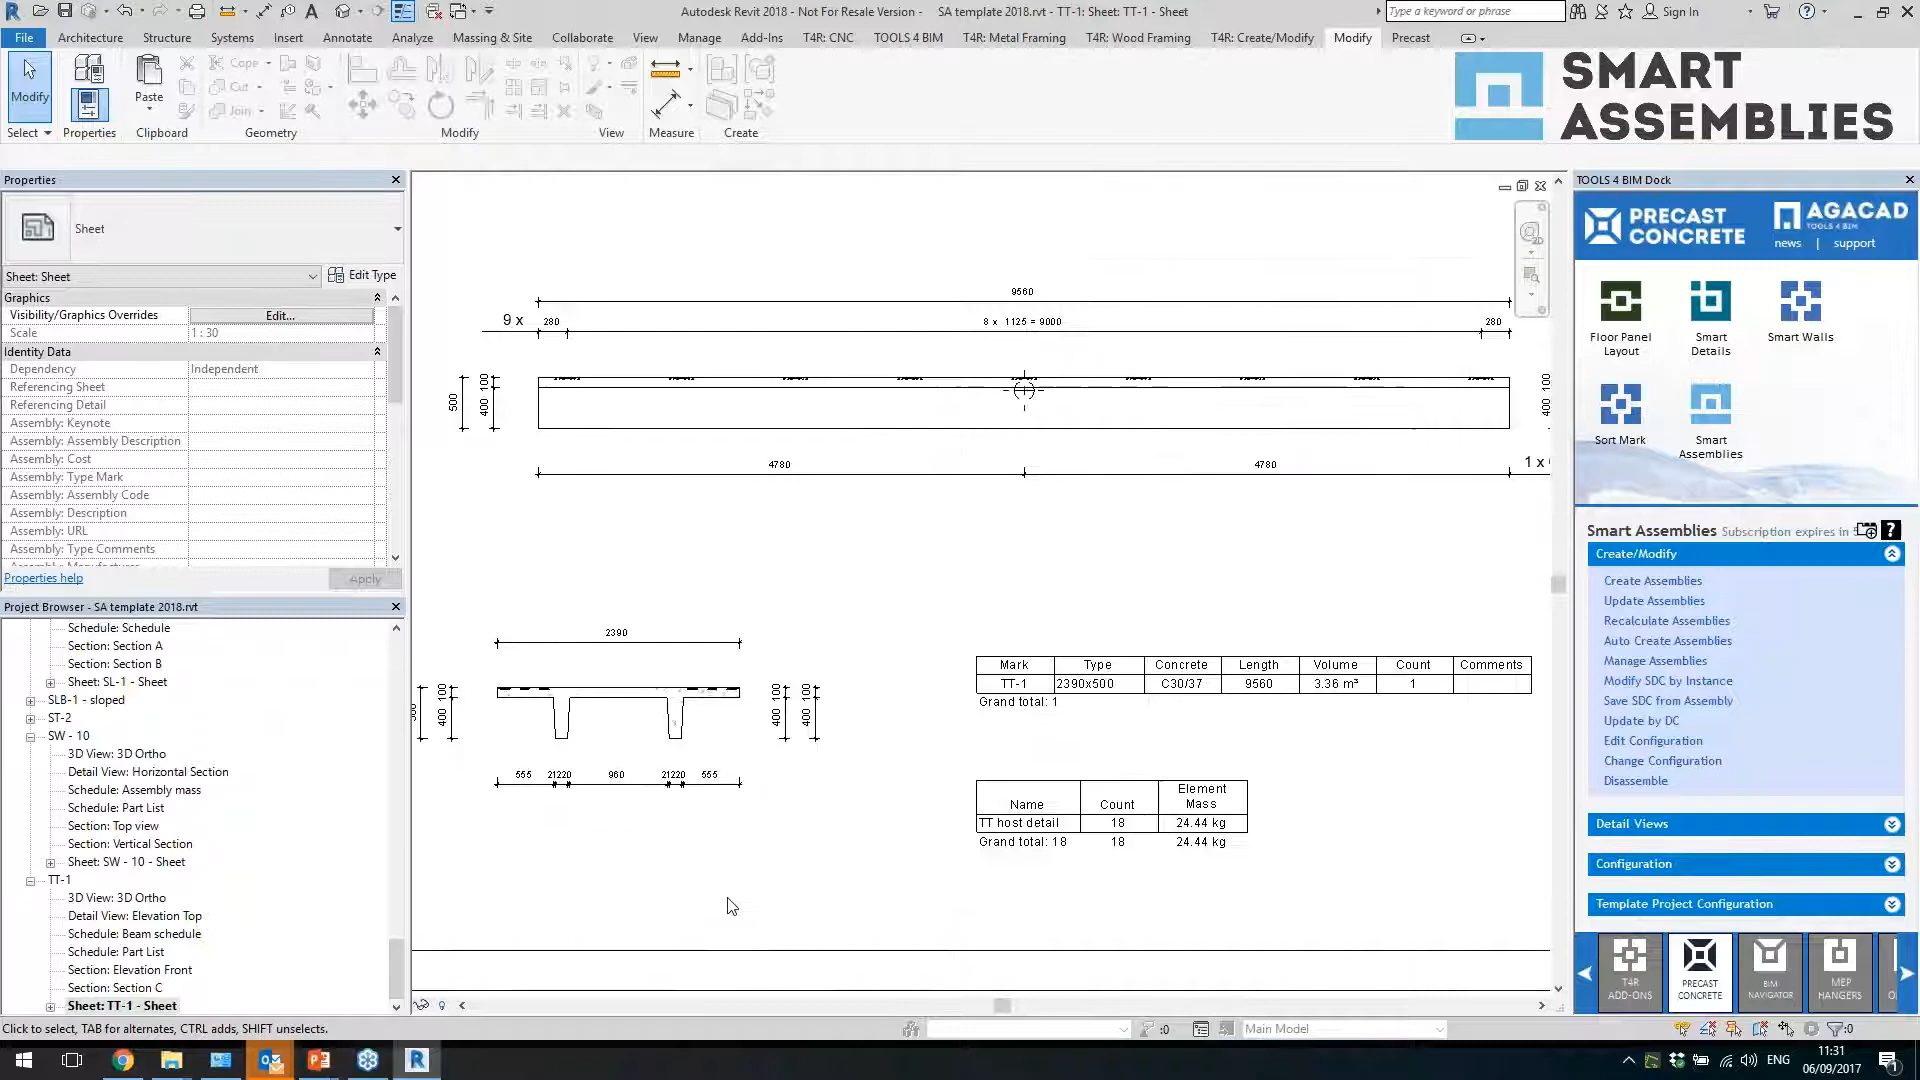 Autodesk Revit 2018 - Not For Resale Version - SA template 2018.rvt - TT-1: Sheet: TT-1 - Sheet
Type a keyword or phrase
Sign In
File Architecture Structure Systems Insert Annotate Analyze Massing & Site Collaborate View Manage Add-Ins T4R: CNC TOOLS 4 BIM T4R: Metal Framing T4R: Wood Framing T4R: Create/Modify Modify Precast
Modify
Paste
Cope
Cut
Join
Select Properties Clipboard Geometry Modify View Measure Create
SMART
ASSEMBLIES
Properties
Sheet
Sheet: Sheet
Edit Type
Graphics
Visibility/Graphics Overrides Edit...
Scale 1 : 30
Identity Data
Dependency Independent
Referencing Sheet
Referencing Detail
Assembly: Keynote
Assembly: Assembly Description
Assembly: Cost
Assembly: Type Mark
Assembly: Assembly Code
Assembly: Description
Assembly: URL
Assembly: Type Comments
Properties help
Apply
Project Browser - SA template 2018.rvt
Schedule: Schedule
Section: Section A
Section: Section B
Sheet: SL-1 - Sheet
SLB-1 - sloped
ST-2
SW - 10
3D View: 3D Ortho
Detail View: Horizontal Section
Schedule: Assembly mass
Schedule: Part List
Section: Top view
Section: Vertical Section
Sheet: SW - 10 - Sheet
TT-1
3D View: 3D Ortho
Detail View: Elevation Top
Schedule: Beam schedule
Schedule: Part List
Section: Elevation Front
Section: Section C
Sheet: TT-1 - Sheet
9560
9 x 280 8 x 1125 = 9000 280
500 400 100
400 100
4780 4780
1 x
2390
400 100
400 100
400 100
555 21220 960 21220 555
Mark Type Concrete Length Volume Count Comments
TT-1 2390x500 C30/37 9560 3.36 m³ 1
Grand total: 1
Name Count Element Mass
TT host detail 18 24.44 kg
Grand total: 18 18 24.44 kg
TOOLS 4 BIM Dock
PRECAST
CONCRETE
AGACAD
TOOLS 4 BIM
news | support
Floor Panel Layout
Smart Details
Smart Walls
Sort Mark
Smart Assemblies
Smart Assemblies Subscription expires in
Create/Modify
Create Assemblies
Update Assemblies
Recalculate Assemblies
Auto Create Assemblies
Manage Assemblies
Modify SDC by Instance
Save SDC from Assembly
Update by DC
Edit Configuration
Change Configuration
Disassemble
Detail Views
Configuration
Template Project Configuration
T4R ADD-ONS
PRECAST CONCRETE
BIM NAVIGATOR
MEP HANGERS
Click to select, TAB for alternates, CTRL adds, SHIFT unselects.
:0
Main Model
:0
ENG
11:31
06/09/2017